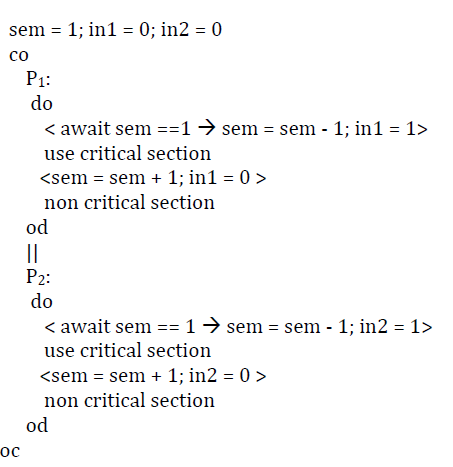 sem = 1; in1 = 0; in2 = 0
co
P₁:
do
< await sem ==1 → sem = sem - 1; in1 = 1>
use critical section
<sem = sem + 1; in1 = 0 >
non critical section
od
||
P₂:
do
< await sem == 1 → sem = sem - 1; in2 = 1>
use critical section
<sem = sem + 1; in2 = 0 >
non critical section
od
oc